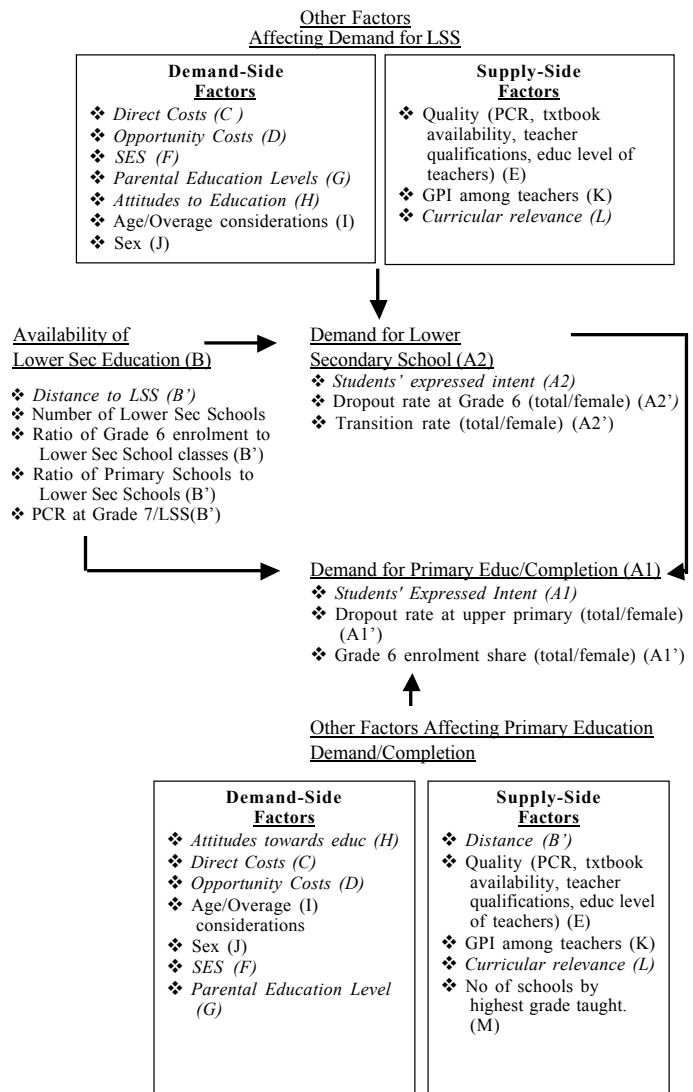 Other Factors
Affecting Demand for LSS
Demand-Side
Factors
❖ Direct Costs (C )
❖ Opportunity Costs (D)
❖ SES (F)
❖ Parental Education Levels (G)
❖ Attitudes to Education (H)
❖ Age/Overage considerations (I)
❖ Sex (J)
Supply-Side
Factors
❖ Quality (PCR, txtbook
availability, teacher
qualifications, educ level of
teachers) (E)
❖ GPI among teachers (K)
❖ Curricular relevance (L)
Availability of
Lower Sec Education (B)
❖ Distance to LSS (B’)
❖ Number of Lower Sec Schools
❖ Ratio of Grade 6 enrolment to
Lower Sec School classes (B’)
❖ Ratio of Primary Schools to
Lower Sec Schools (B’)
❖ PCR at Grade 7/LSS(B’)
Demand for Lower
Secondary School (A2)
❖ Students’ expressed intent (A2)
❖ Dropout rate at Grade 6 (total/female) (A2’)
❖ Transition rate (total/female) (A2’)
Demand for Primary Educ/Completion (A1)
❖ Students' Expressed Intent (A1)
❖ Dropout rate at upper primary (total/female)
(A1’)
❖ Grade 6 enrolment share (total/female) (A1’)
Other Factors Affecting Primary Education
Demand/Completion
Demand-Side
Factors
❖ Attitudes towards educ (H)
❖ Direct Costs (C)
❖ Opportunity Costs (D)
❖ Age/Overage (I)
considerations
❖ Sex (J)
❖ SES (F)
❖ Parental Education Level
(G)
Supply-Side
Factors
❖ Distance (B’)
❖ Quality (PCR, txtbook
availability, teacher
qualifications, educ level
of teachers) (E)
❖ GPI among teachers (K)
❖ Curricular relevance (L)
❖ No of schools by
highest grade taught.
(M)